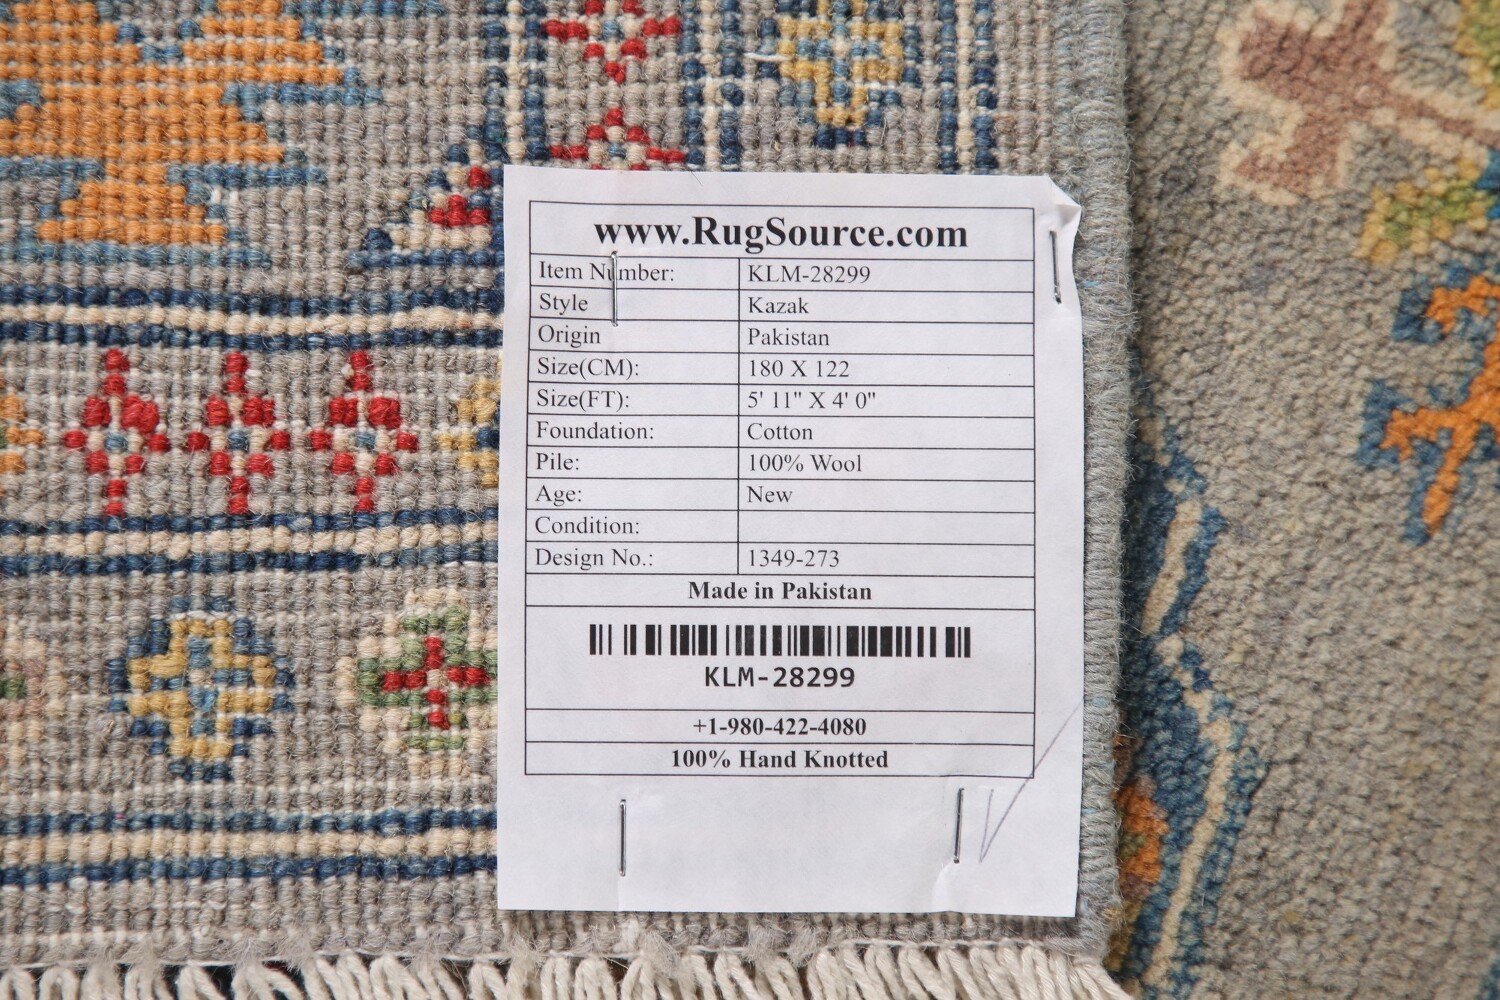 www.RugSource.com
Item Number: KLM-28299
Style Kazak
Origin Pakistan
Size(CM): 180 X 122
Size(FT): 5' 11" X 4' 0"
Foundation: Cotton
Pile: 100% Wool
Age: New
Condition:
Design No.: 1349-273
Made in Pakistan
KLM-28299
+1-980-422-4080
100% Hand Knotted